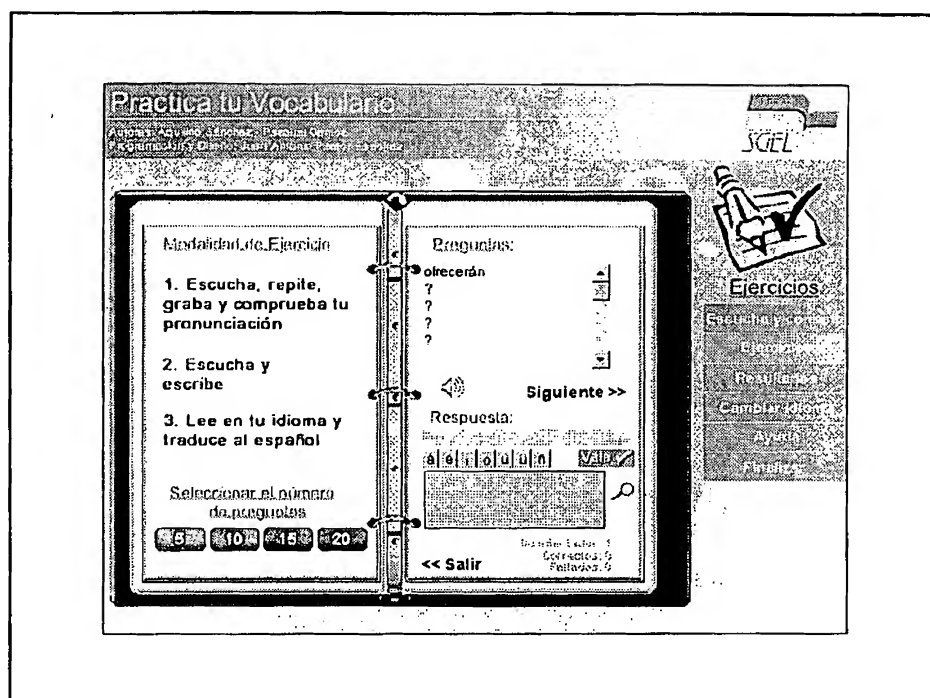 Practica tu Vocabulario
SGEL
Modalidad de Ejercicio
1. Escucha, repite,
graba y comprueba tu
pronunciación
2. Escucha y
escribe
3. Lee en tu idioma y
traduce al español
Seleccionar el número
de preguntas
5 10 15 20
Preguntas:
ofrecerán
?
?
?
?
Siguiente >>
Respuesta:
á é í ó ú ü ñ
<< Salir
Correctos: 0
Fallados: 0
Ejercicios
Escucha y
Resultados
Cambiar idioma
Ayuda
Finalizar